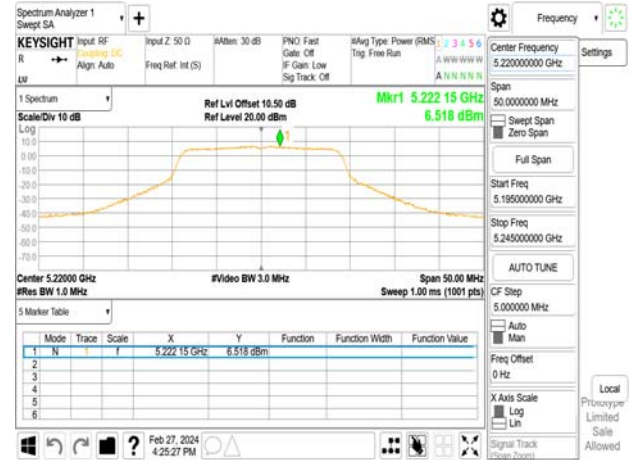 Spectrum Analyzer 1
Swept SA
+
Frequency
KEYSIGHT
R
Input: RF
Coupling: DC
Align: Auto
Input Z: 50 Ω
Freq Ref: Int (S)
#Atten: 30 dB
PNO: Fast
Gate: Off
IF Gain: Low
Sig Track: Off
#Avg Type: Power (RMS
Trig: Free Run
1 2 3 4 5 6
A W W W W W
A N N N N N
1 Spectrum
Scale/Div 10 dB
Ref Lvl Offset 10.50 dB
Ref Level 20.00 dBm
Mkr1 5.222 15 GHz
6.518 dBm
Log
10.0
0.00
-10.0
-20.0
-30.0
-40.0
-50.0
-60.0
-70.0
1
Center 5.22000 GHz
#Res BW 1.0 MHz
#Video BW 3.0 MHz
Span 50.00 MHz
Sweep 1.00 ms (1001 pts)
5 Marker Table
Mode Trace Scale X Y Function Function Width Function Value
1 N 1 f 5.222 15 GHz 6.518 dBm
2
3
4
5
6
Feb 27, 2024
4:25:27 PM
Center Frequency
5.220000000 GHz
Settings
Span
50.0000000 MHz
Swept Span
Zero Span
Full Span
Start Freq
5.195000000 GHz
Stop Freq
5.245000000 GHz
AUTO TUNE
CF Step
5.000000 MHz
Auto
Man
Freq Offset
0 Hz
X Axis Scale
Log
Lin
Signal Track
(Span Zoom)
Local
Prototype
Limited
Sale
Allowed